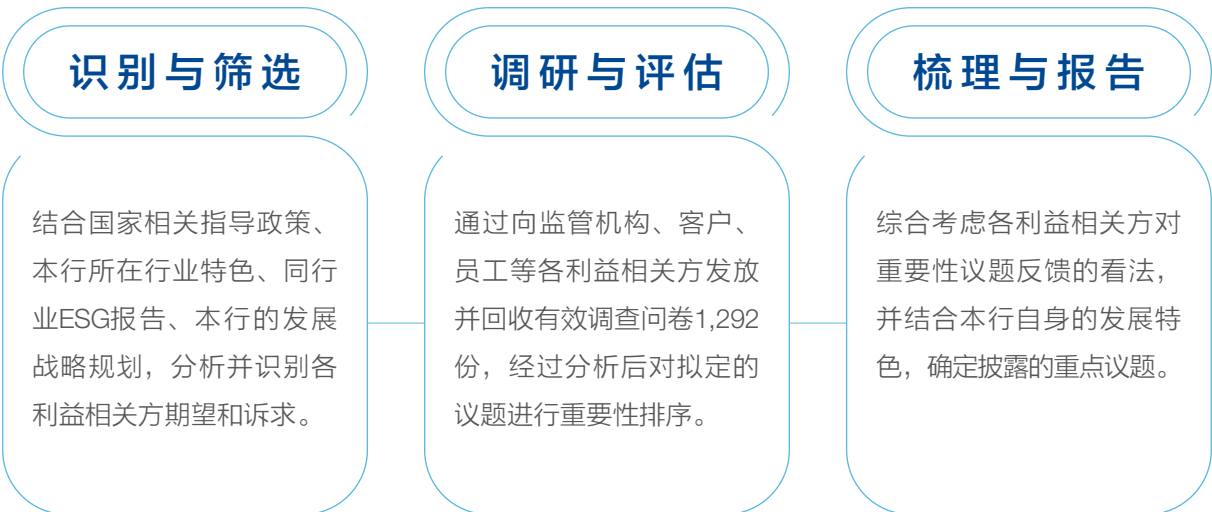 识别与筛选
结合国家相关指导政策、
本行所在行业特色、同行
业ESG报告、本行的发展
战略规划，分析并识别各
利益相关方期望和诉求。
调研与评估
通过向监管机构、客户、
员工等各利益相关方发放
并回收有效调查问卷1,292
份，经过分析后对拟定的
议题进行重要性排序。
梳理与报告
综合考虑各利益相关方对
重要性议题反馈的看法，
并结合本行自身的发展特
色，确定披露的重点议题。